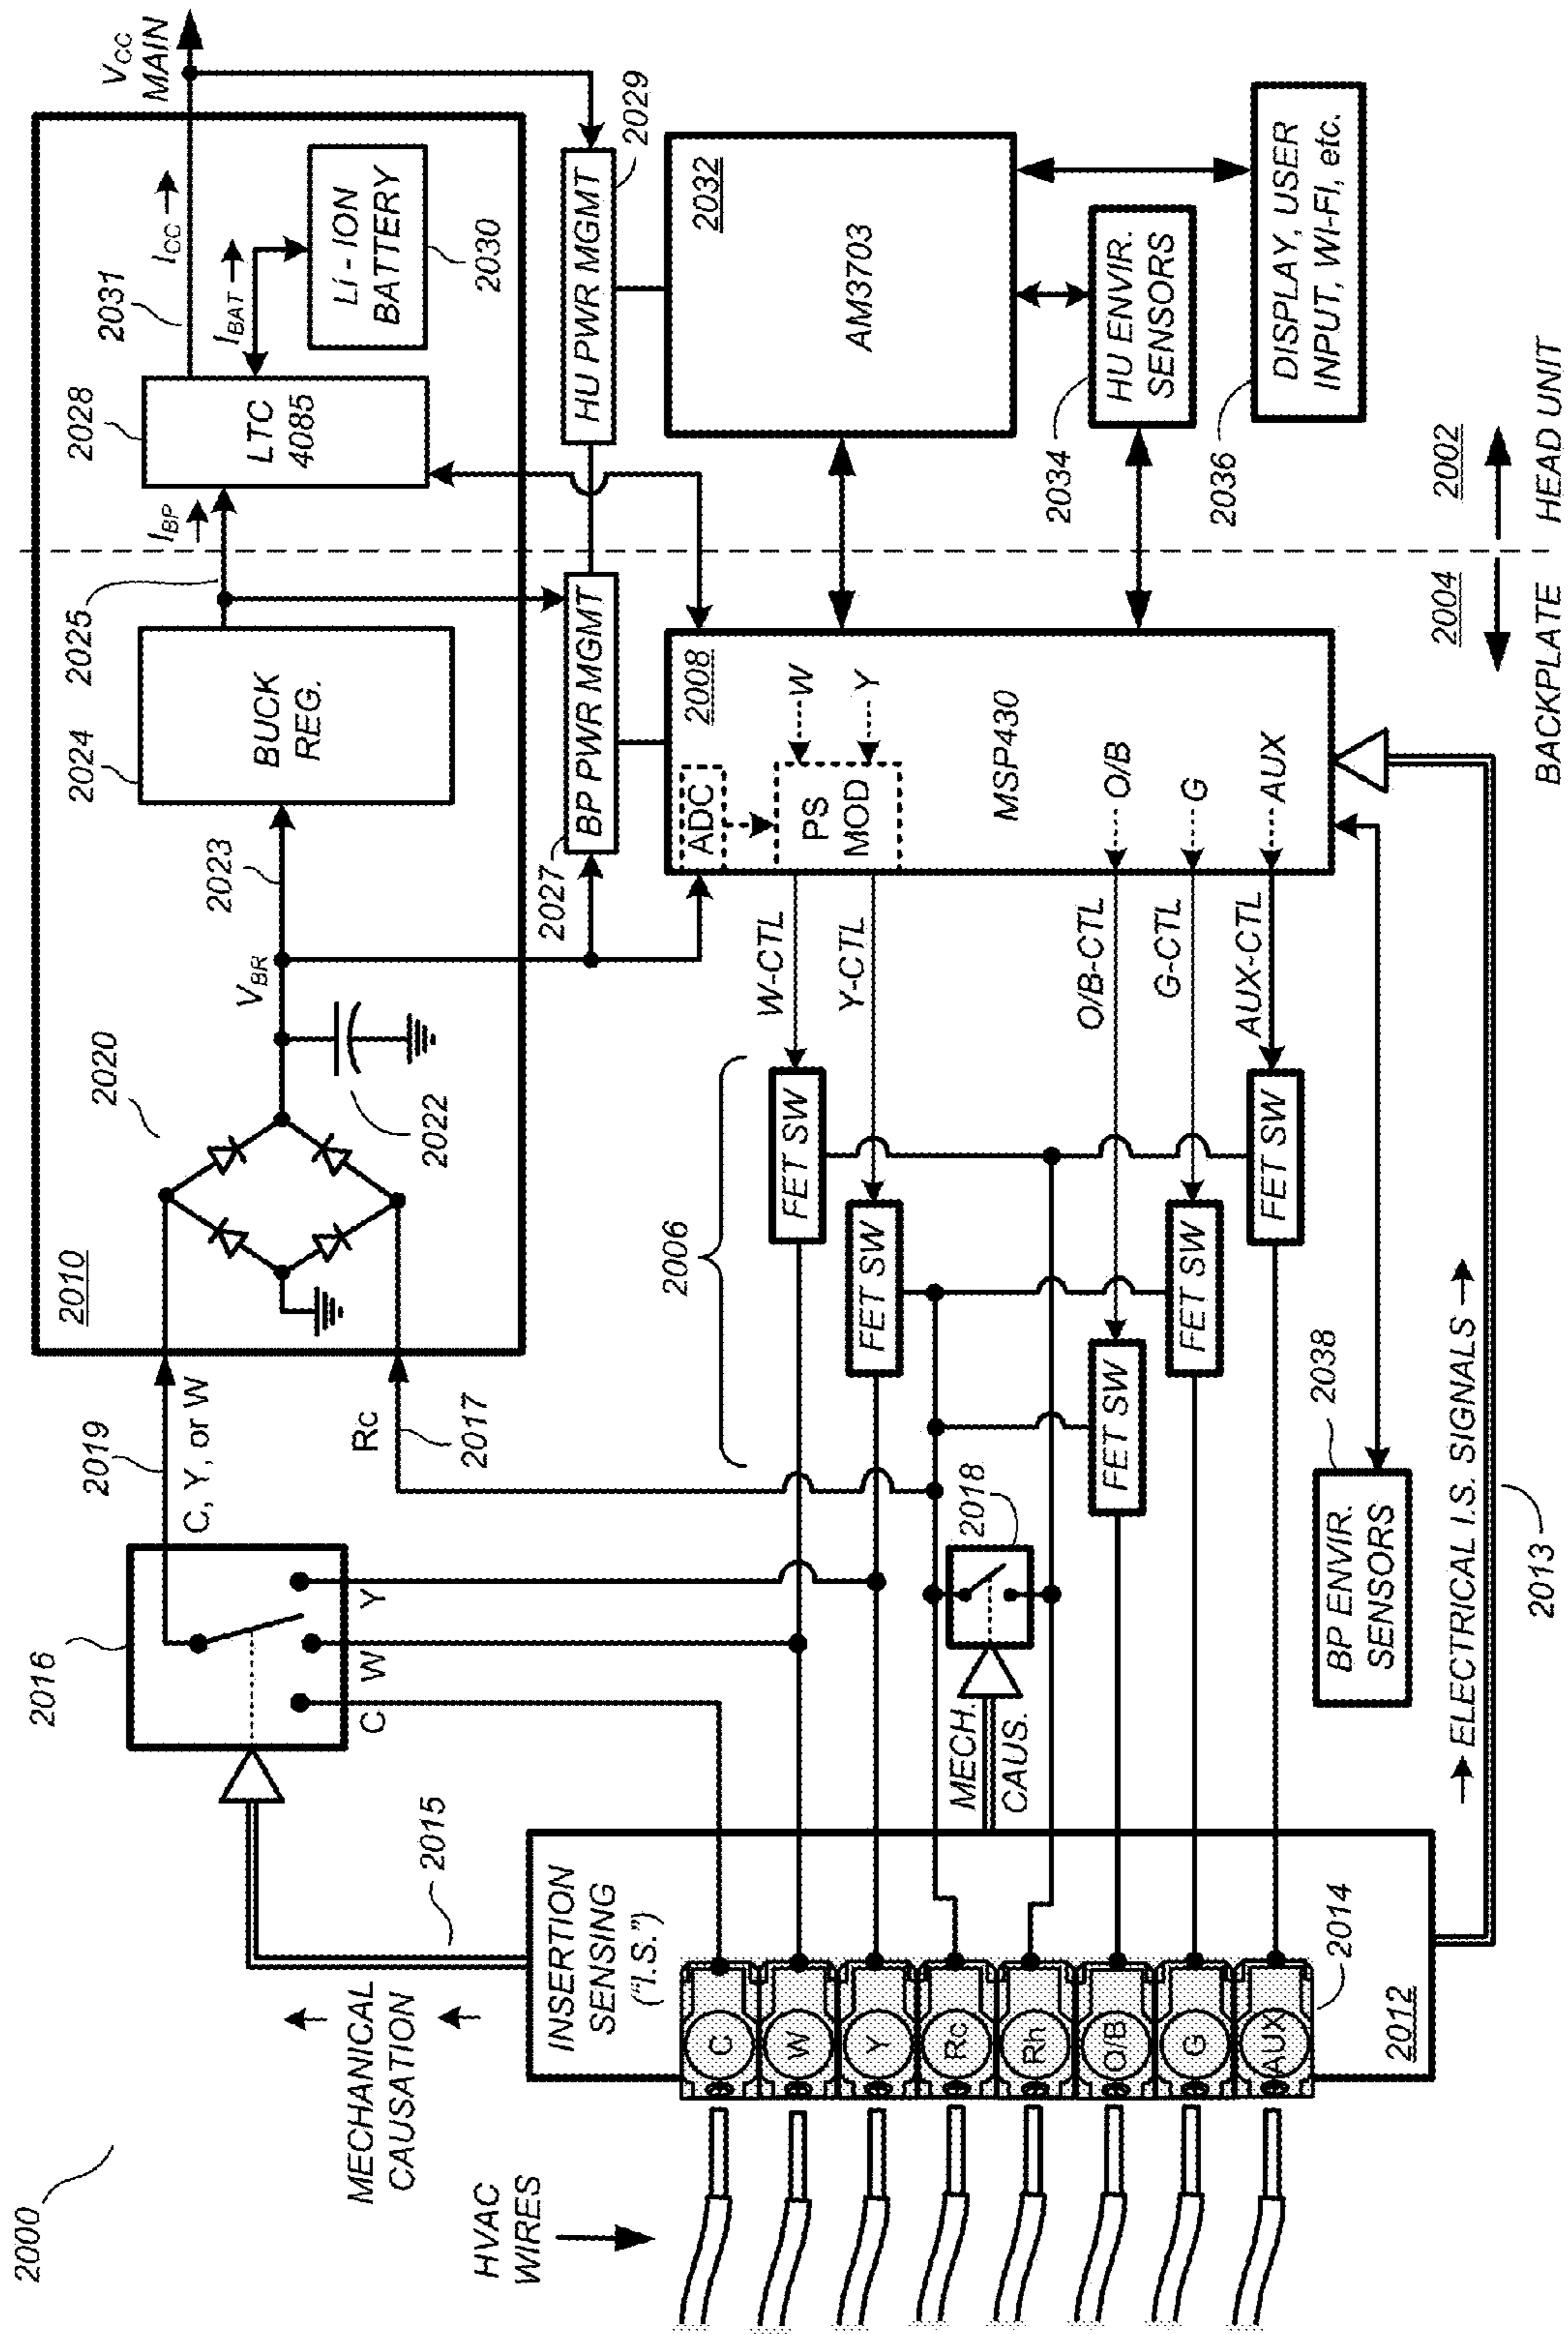 2000
HVAC
WIRES
MECHANICAL
CAUSATION
2015
INSERTION
SENSING
("I.S.")
C
W
Y
Rc
Rh
O/B
G
AUX
2014
2012
2016
C
W
Y
2019
C, Y, or W
Rc
2017
MECH.
CAUS.
2018
2006
FET SW
FET SW
FET SW
FET SW
FET SW
W-CTL
Y-CTL
O/B-CTL
G-CTL
AUX-CTL
BP ENVIR.
SENSORS
2038
ELECTRICAL I.S. SIGNALS
2013
2010
2020
2022
VBR
2023
2024
BUCK
REG.
2025
IBP
2028
LTC
4085
2031
ICC
IBAT
Li - ION
BATTERY
2030
VCC
MAIN
2027
BP PWR MGMT
HU PWR MGMT
2029
2008
ADC
PS
MOD
W
Y
MSP430
O/B
G
AUX
2032
AM3703
2034
HU ENVIR.
SENSORS
2036
DISPLAY, USER
INPUT, WI-FI, etc.
2004
BACKPLATE
2002
HEAD UNIT